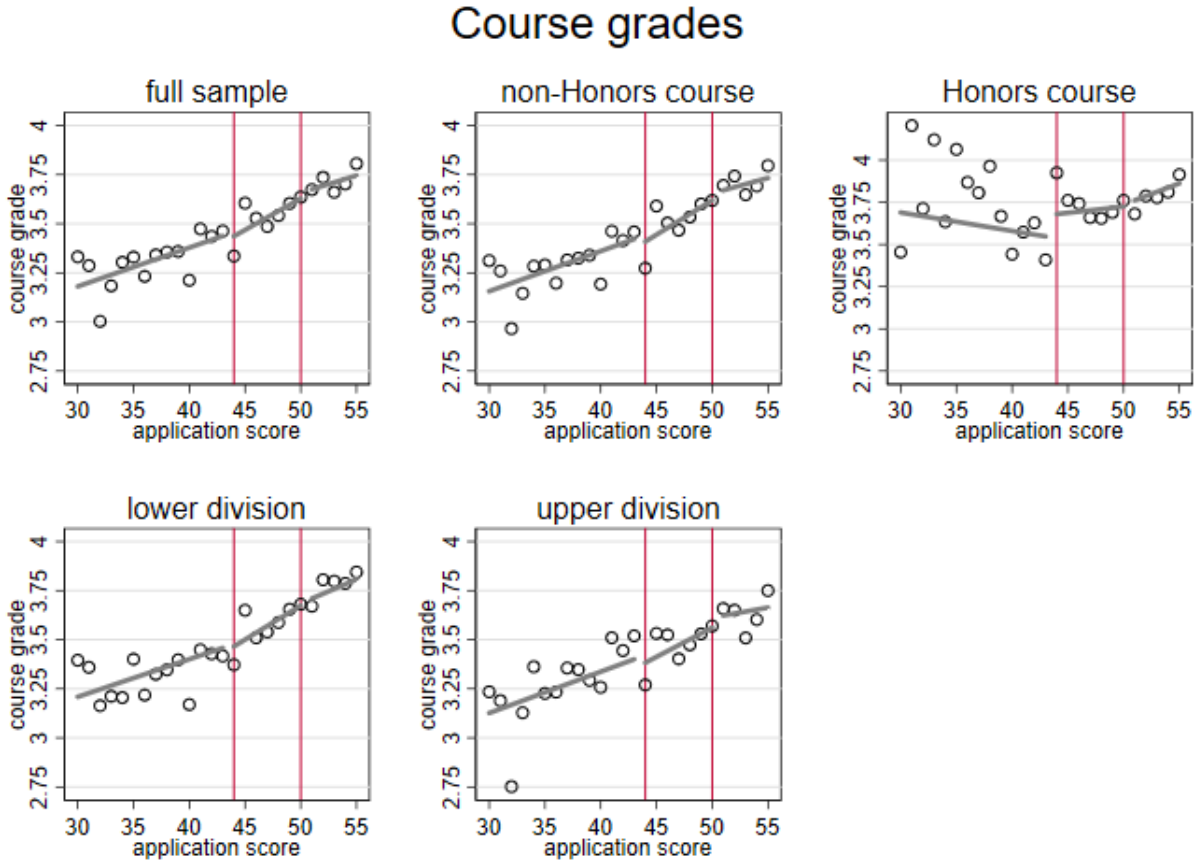 Course grades
full sample
course grade
2.75 3 3.25 3.5 3.75 4
30 35 40 45 50 55
application score
non-Honors course
course grade
2.75 3 3.25 3.5 3.75 4
30 35 40 45 50 55
application score
Honors course
course grade
2.75 3 3.25 3.5 3.75 4
30 35 40 45 50 55
application score
lower division
course grade
2.75 3 3.25 3.5 3.75 4
30 35 40 45 50 55
application score
upper division
course grade
2.75 3 3.25 3.5 3.75 4
30 35 40 45 50 55
application score